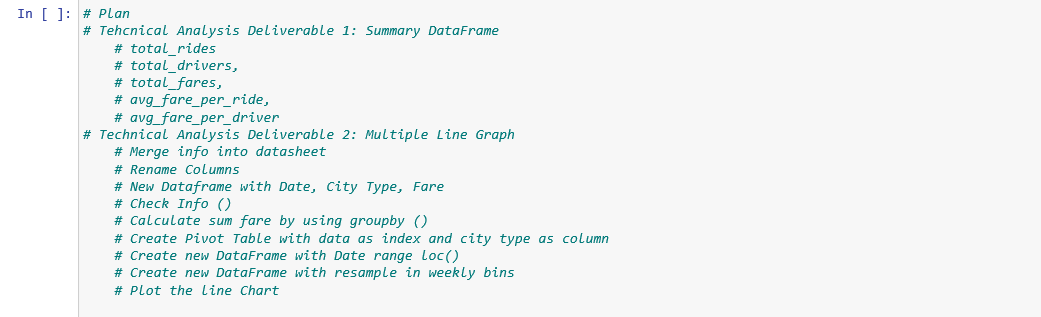 In [ ]: # Plan
# Tehcnical Analysis Deliverable 1: Summary DataFrame
# total_rides
# total_drivers,
# total_fares,
# avg_fare_per_ride,
# avg_fare_per_driver
# Technical Analysis Deliverable 2: Multiple Line Graph
# Merge info into datasheet
# Rename Columns
# New Dataframe with Date, City Type, Fare
# Check Info ()
# Calculate sum fare by using groupby ()
# Create Pivot Table with data as index and city type as column
# Create new DataFrame with Date range loc()
# Create new DataFrame with resample in weekly bins
# Plot the line Chart